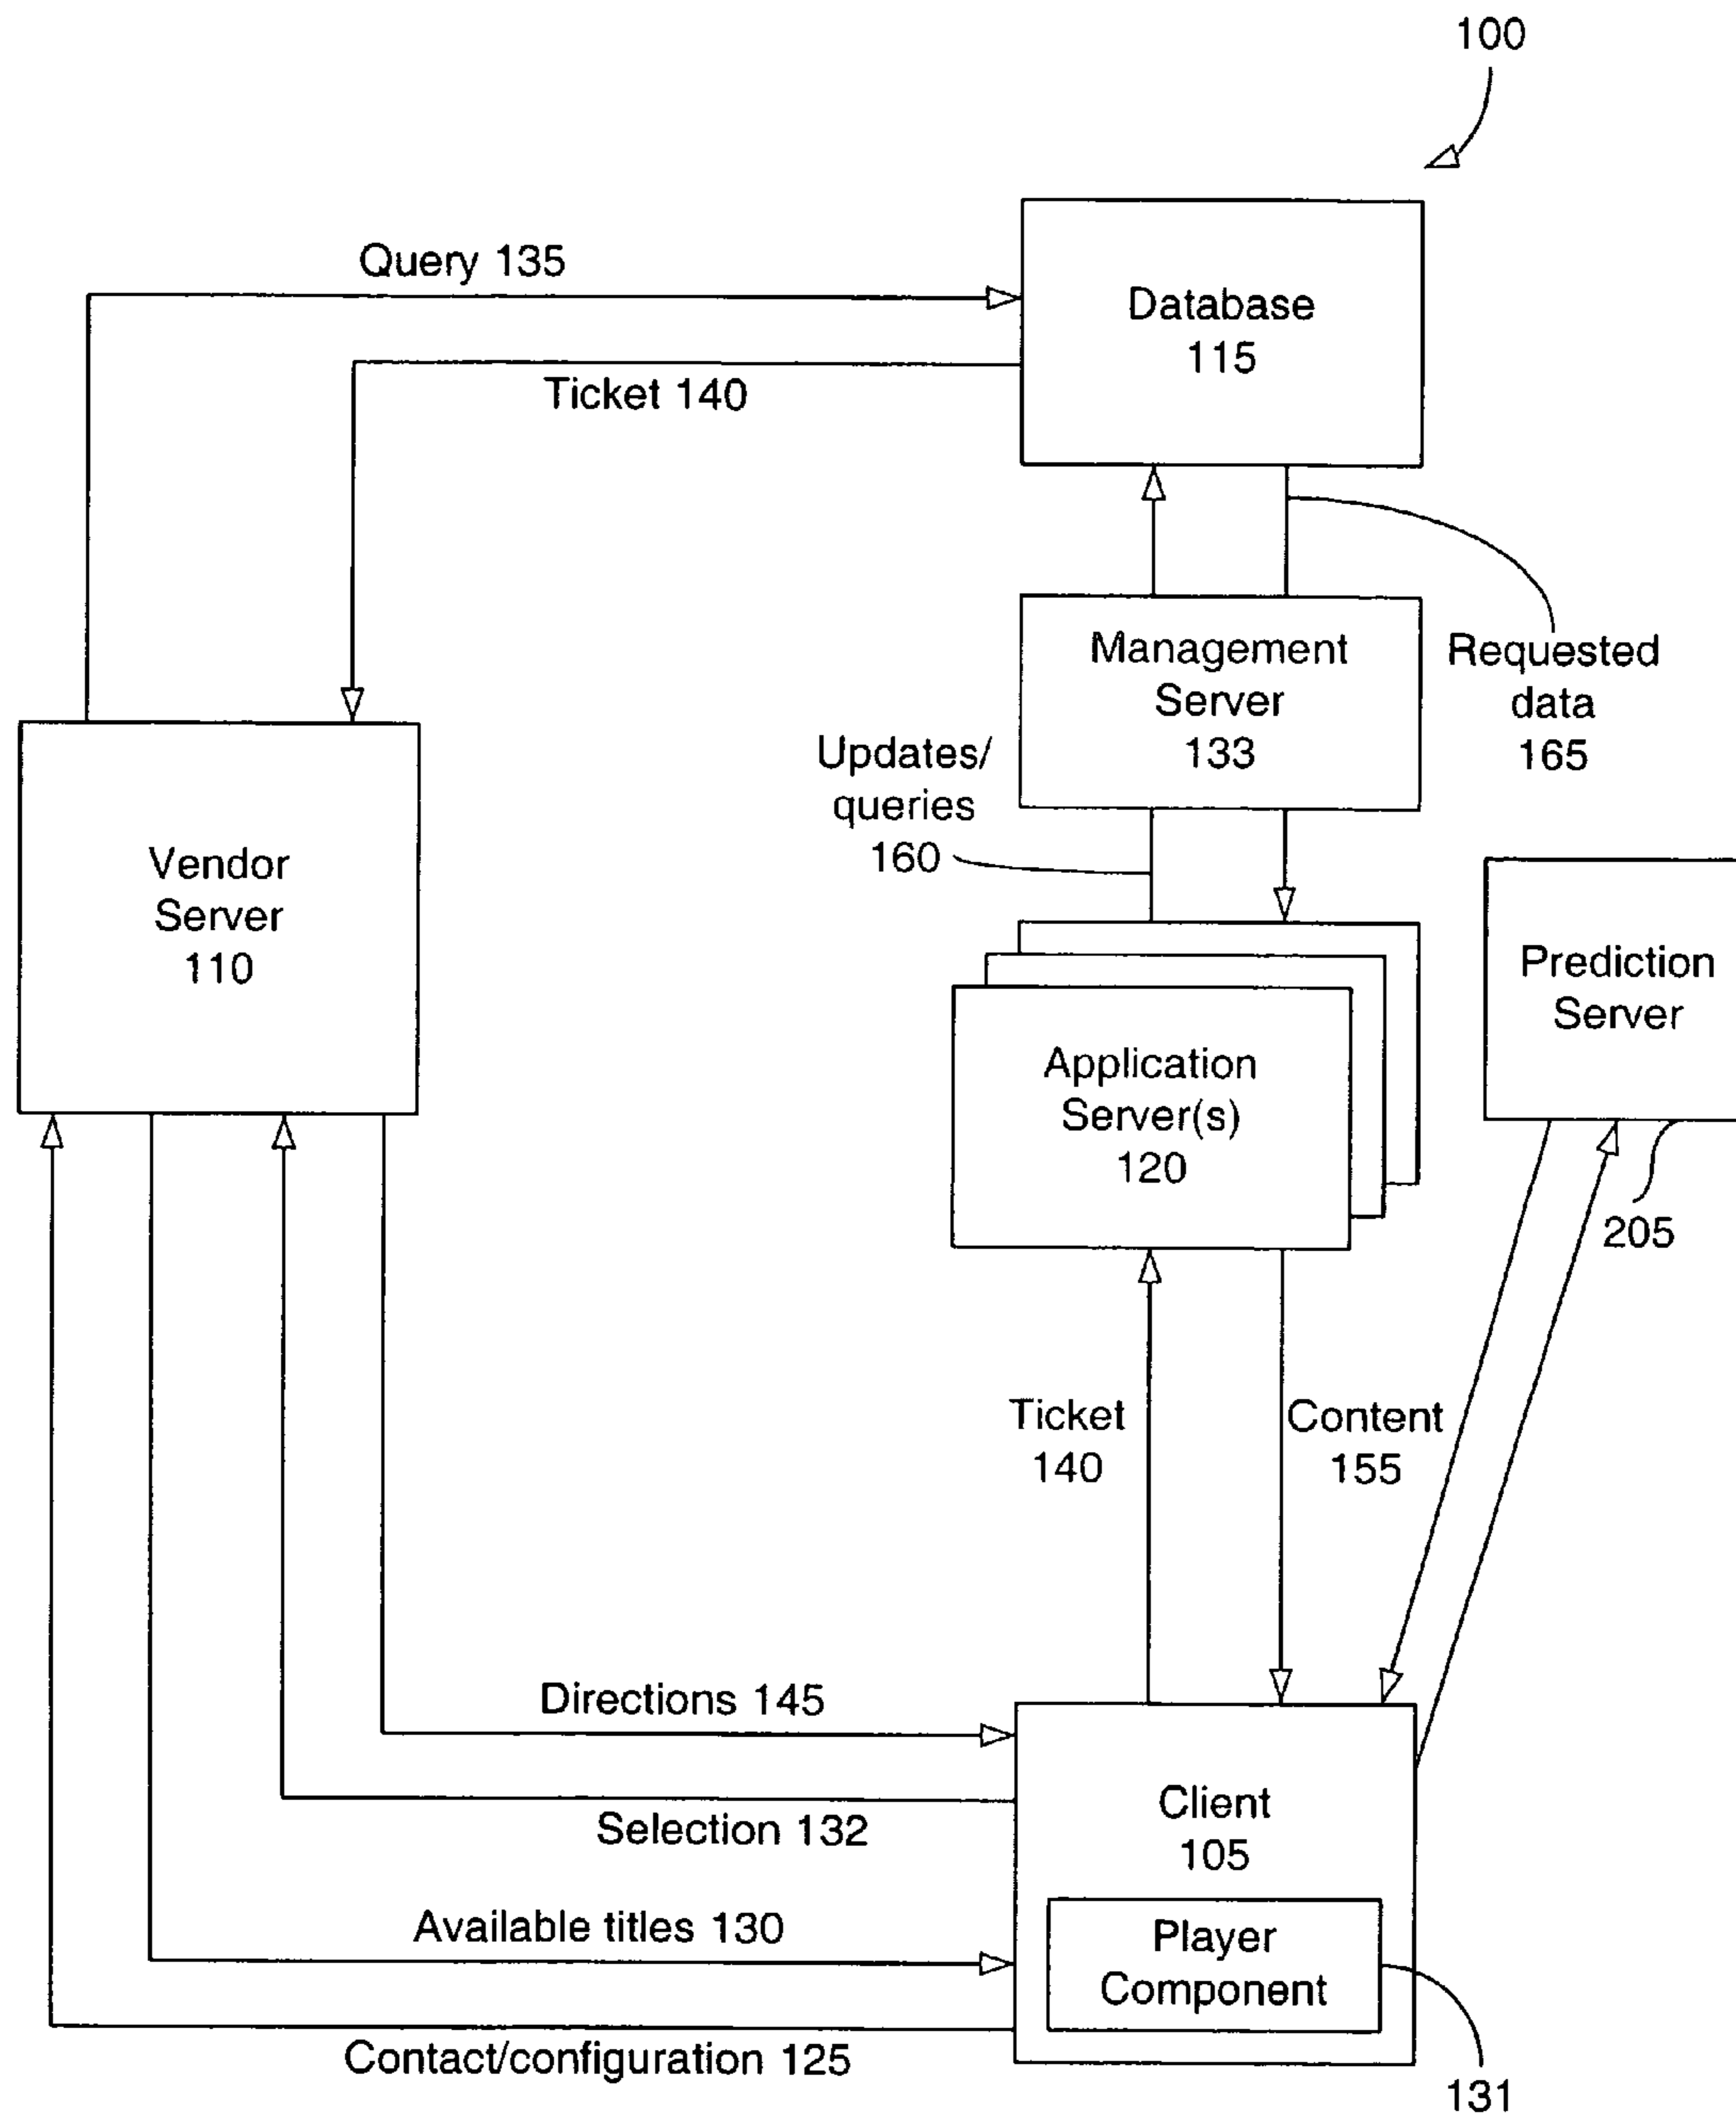 100
Query 135
Database
115
Ticket 140
Management
Server
133
Requested
data
165
Updates/
queries
160
Vendor
Server
110
Prediction
Server
Application
Server(s)
120
205
Ticket
140
Content
155
Directions 145
Client
105
Selection 132
Available titles 130
Player
Component
Contact/configuration 125
131